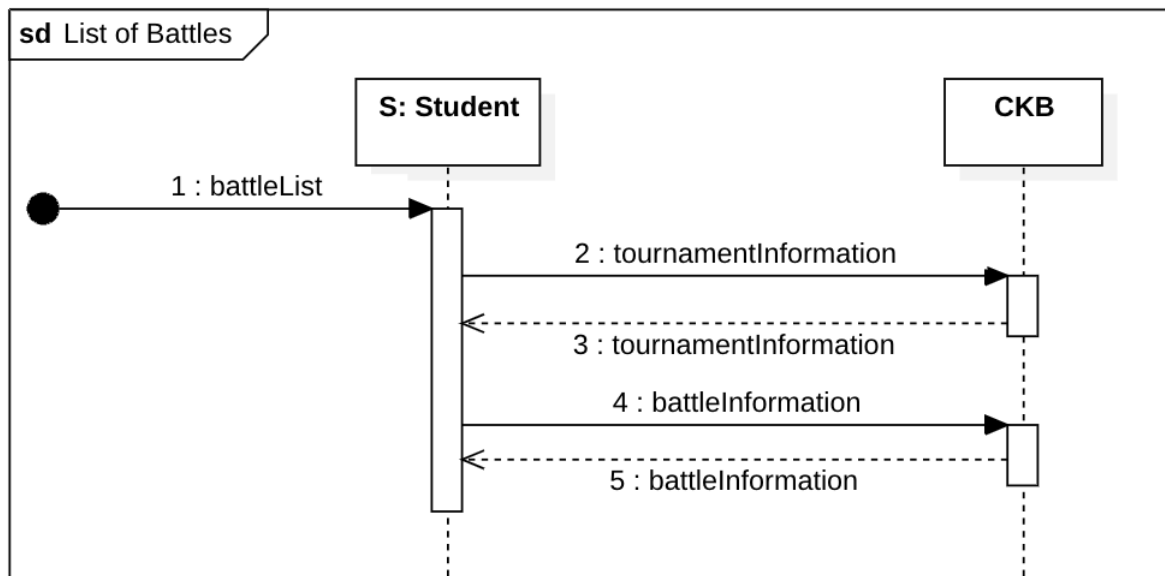 sd List of Battles
S: Student
CKB
1 : battleList
2 : tournamentInformation
3 : tournamentInformation
4 : battleInformation
5 : battleInformation